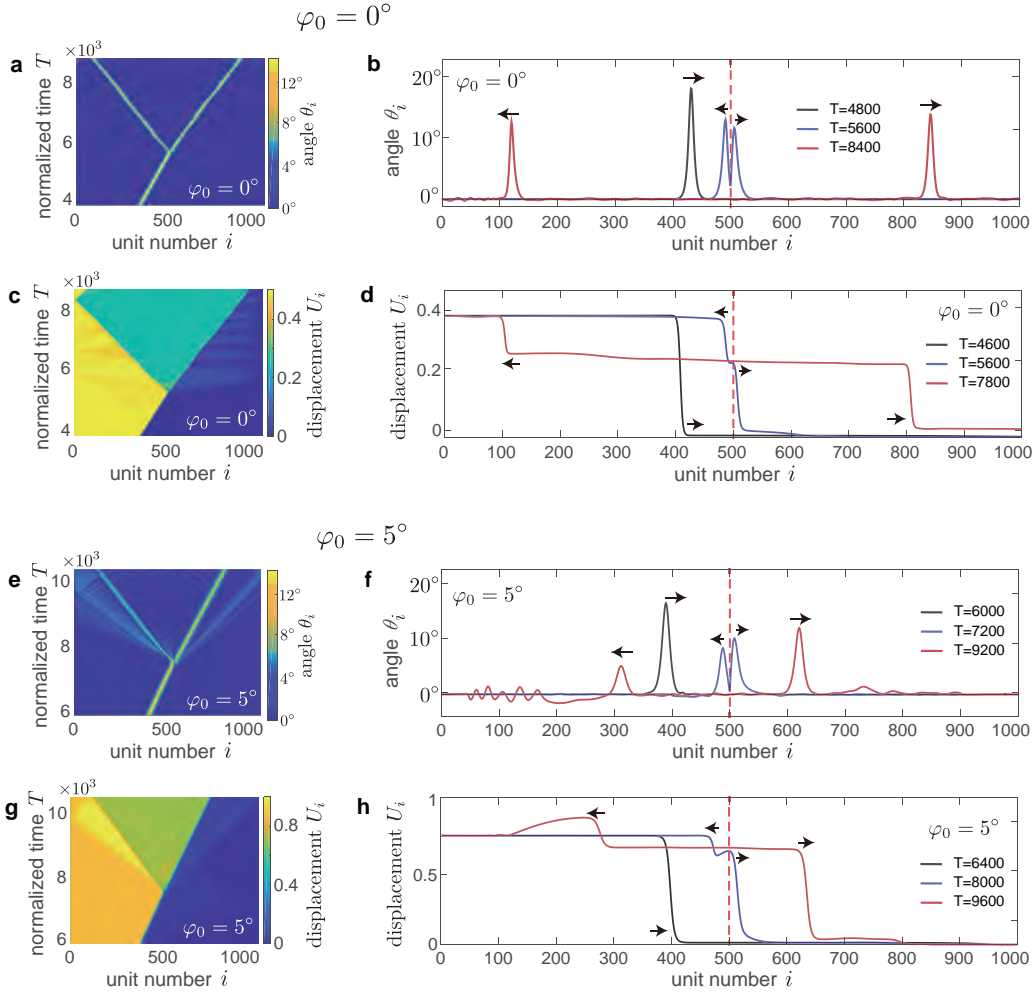 φ₀ = 0°
a
×10³
8
6
4
normalized time T
500
1000
unit number i
φ₀ = 0°
12°
8°
4°
0°
angle θᵢ
b
φ₀ = 0°
20°
10°
0°
angle θᵢ
T=4800
T=5600
T=8400
0 100 200 300 400 500 600 700 800 900 1000
unit number i
c
×10³
8
6
4
normalized time T
500
1000
unit number i
φ₀ = 0°
0.4
0.2
0
displacement Uᵢ
d
φ₀ = 0°
0.4
0.2
0
displacement Uᵢ
T=4600
T=5600
T=7800
0 100 200 300 400 500 600 700 800 900 1000
unit number i
φ₀ = 5°
e
×10³
10
8
6
normalized time T
500
1000
unit number i
φ₀ = 5°
12°
8°
4°
0°
angle θᵢ
f
φ₀ = 5°
20°
10°
0°
angle θᵢ
T=6000
T=7200
T=9200
0 100 200 300 400 500 600 700 800 900 1000
unit number i
g
×10³
10
8
6
normalized time T
500
1000
unit number i
φ₀ = 5°
0.8
0.4
0
displacement Uᵢ
h
φ₀ = 5°
1
0.5
0
displacement Uᵢ
T=6400
T=8000
T=9600
0 100 200 300 400 500 600 700 800 900 1000
unit number i